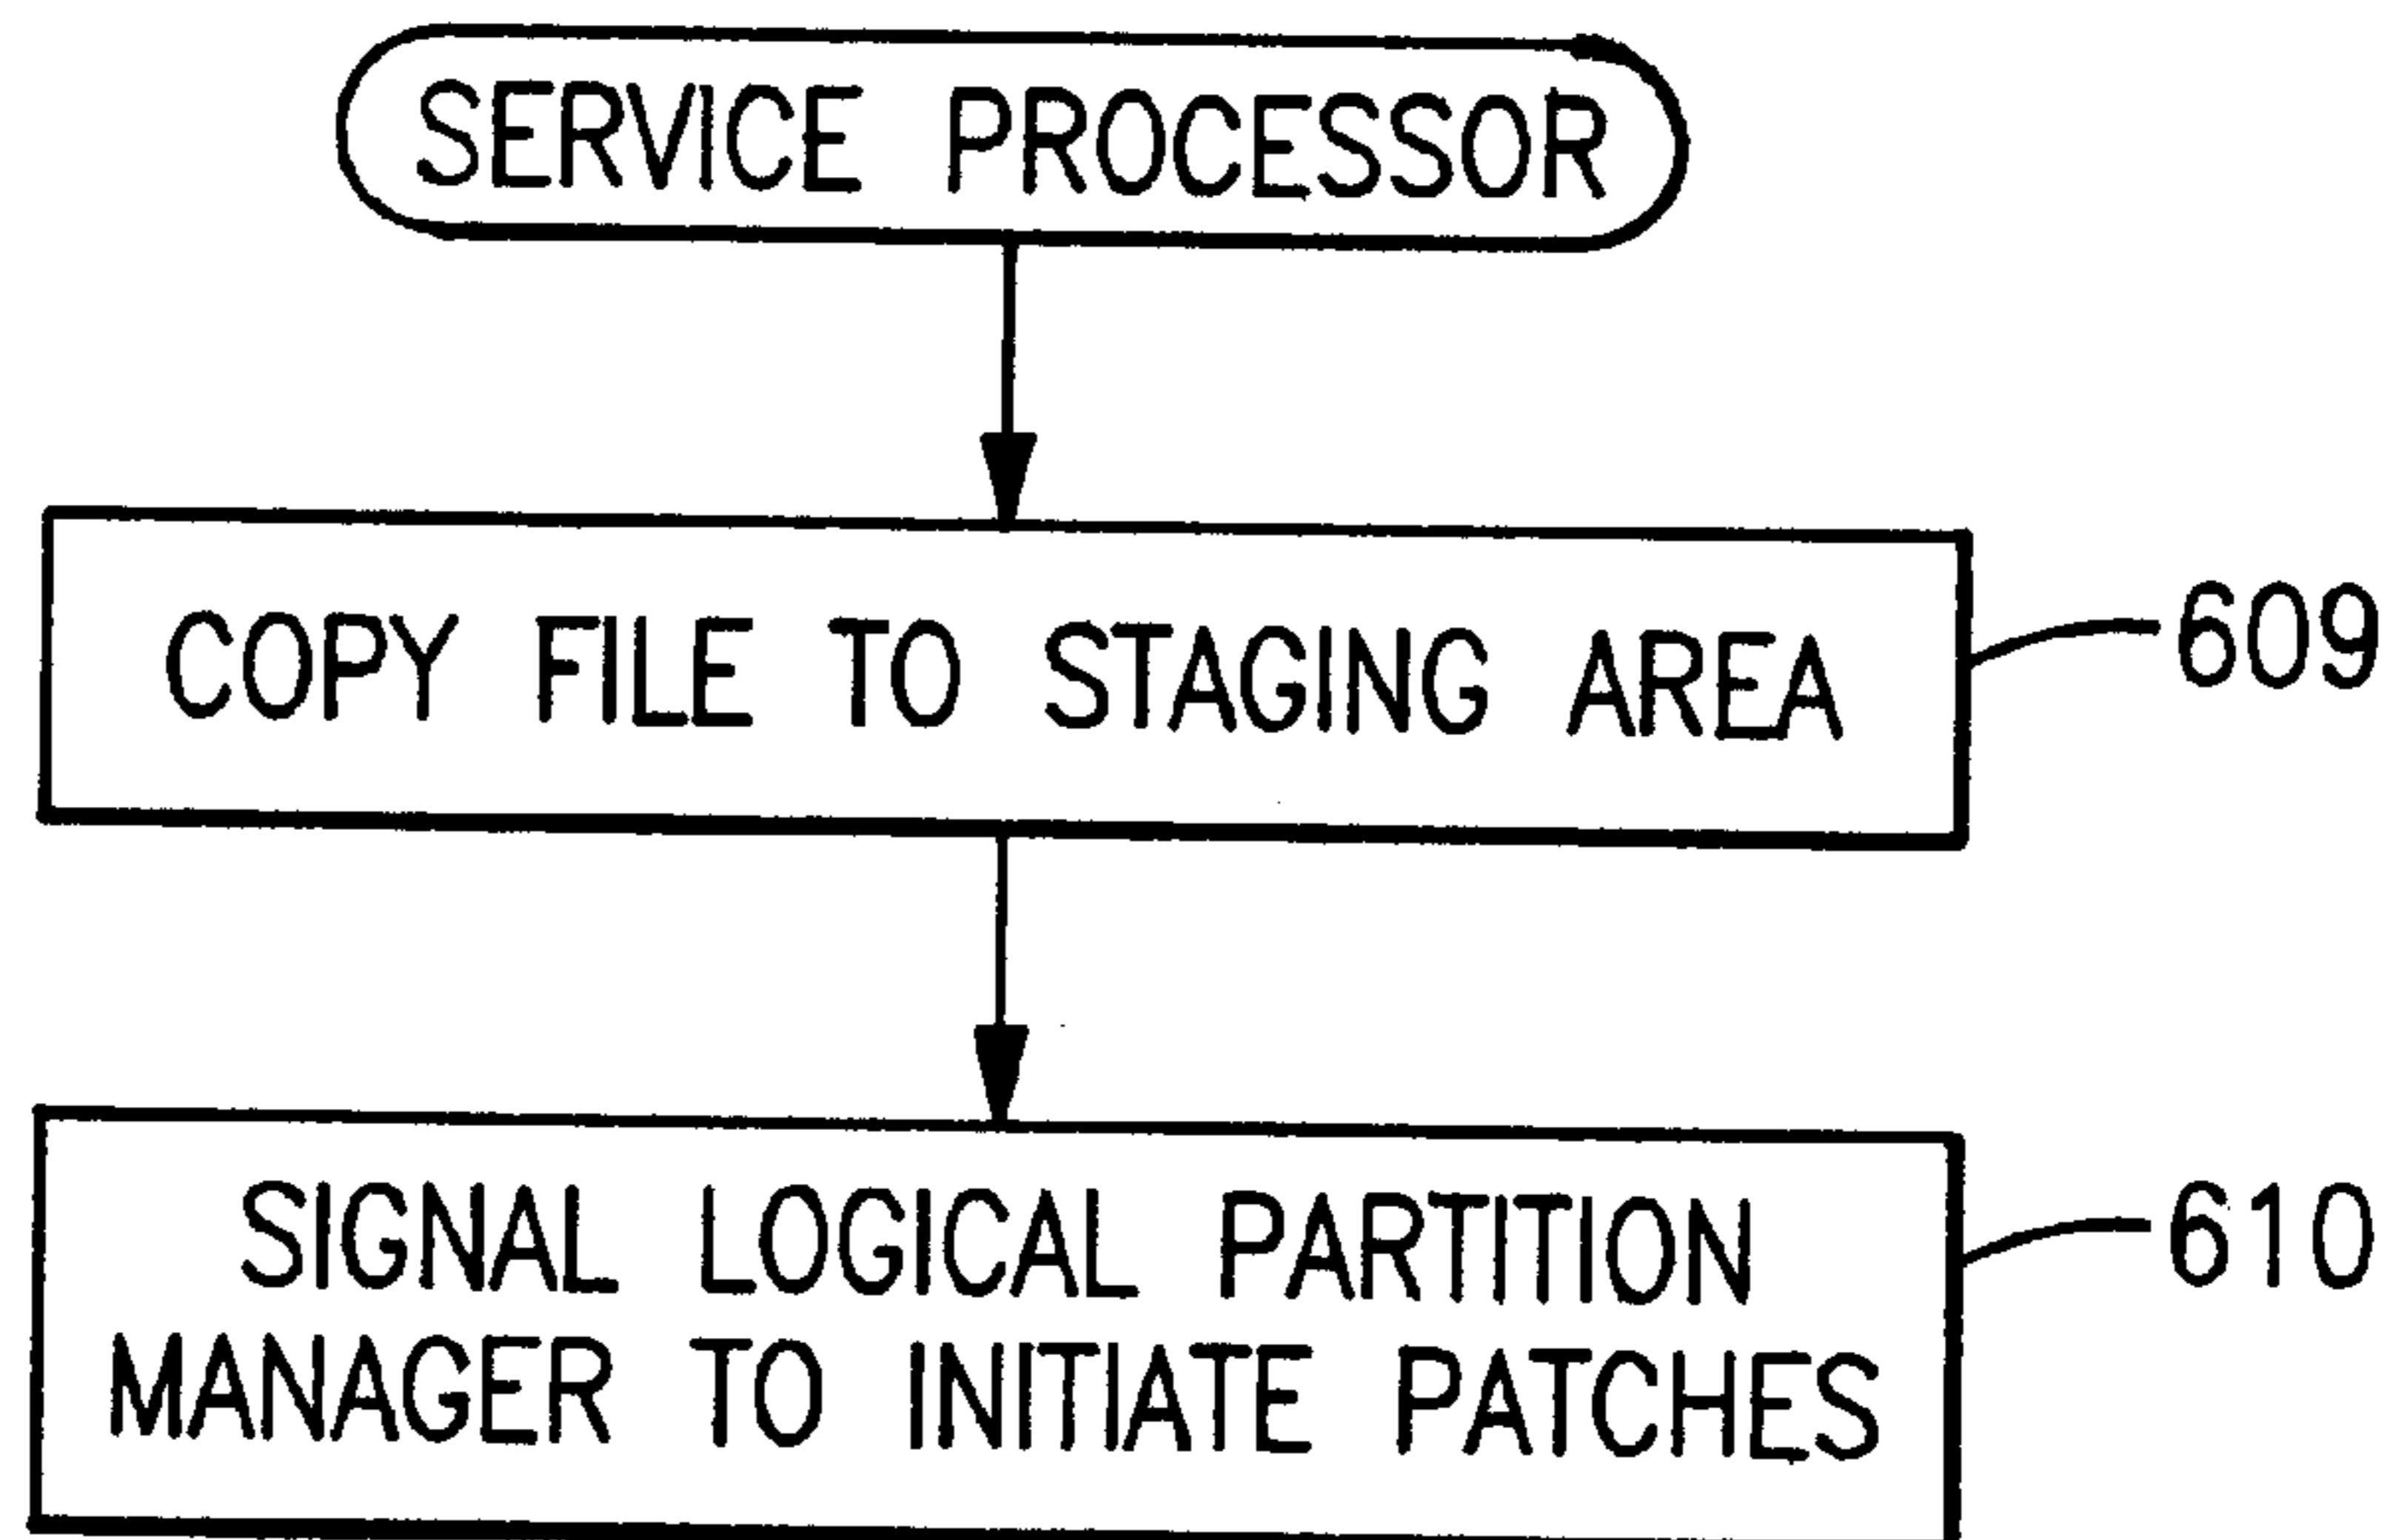 SERVICE PROCESSOR
COPY FILE TO STAGING AREA
609
SIGNAL LOGICAL PARTITION
MANAGER TO INITIATE PATCHES
610